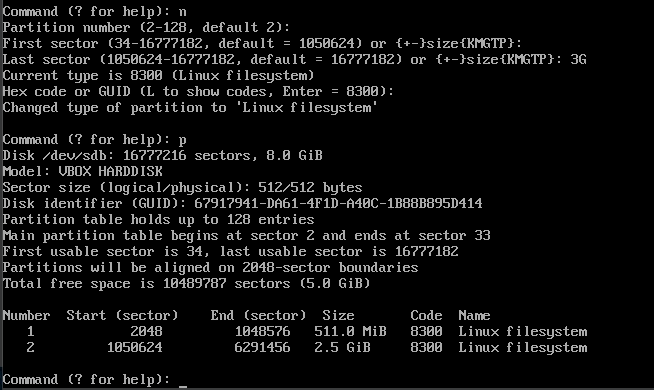 Command (? for help): n
Partition number (2-128, default 2):
First sector (34-16777182, default = 1050624) or {+-}size{KMGTP}:
Last sector (1050624-16777182, default = 16777182) or {+-}size{KMGTP}: 3G
Current type is 8300 (Linux filesystem)
Hex code or GUID (L to show codes, Enter = 8300):
Changed type of partition to 'Linux filesystem'
Command (? for help): p
Disk /dev/sdb: 16777216 sectors, 8.0 GiB
Model: VBOX HARDDISK
Sector size (logical/physical): 512/512 bytes
Disk identifier (GUID): 67917941-DA61-4F1D-A40C-1B88B895D414
Partition table holds up to 128 entries
Main partition table begins at sector 2 and ends at sector 33
First usable sector is 34, last usable sector is 16777182
Partitions will be aligned on 2048-sector boundaries
Total free space is 10489787 sectors (5.0 GiB)
Number  Start (sector)    End (sector)  Size       Code  Name
1            2048         1048576   511.0 MiB   8300  Linux filesystem
2         1050624         6291456   2.5 GiB     8300  Linux filesystem
Command (? for help): _